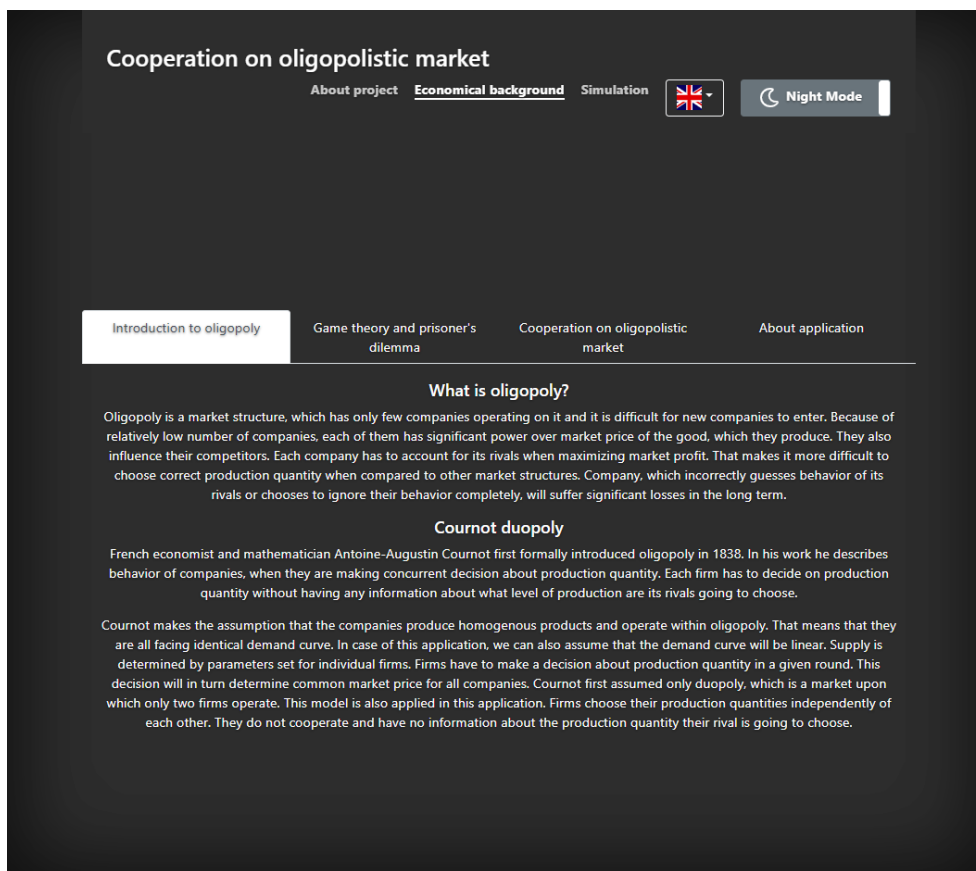 Cooperation on oligopolistic market
About project Economical background Simulation Night Mode
Introduction to oligopoly
Game theory and prisoner's
dilemma
Cooperation on oligopolistic
market
About application
What is oligopoly?
Oligopoly is a market structure, which has only few companies operating on it and it is difficult for new companies to enter. Because of
relatively low number of companies, each of them has significant power over market price of the good, which they produce. They also
influence their competitors. Each company has to account for its rivals when maximizing market profit. That makes it more difficult to
choose correct production quantity when compared to other market structures. Company, which incorrectly guesses behavior of its
rivals or chooses to ignore their behavior completely, will suffer significant losses in the long term.
Cournot duopoly
French economist and mathematician Antoine-Augustin Cournot first formally introduced oligopoly in 1838. In his work he describes
behavior of companies, when they are making concurrent decision about production quantity. Each firm has to decide on production
quantity without having any information about what level of production are its rivals going to choose.
Cournot makes the assumption that the companies produce homogenous products and operate within oligopoly. That means that they
are all facing identical demand curve. In case of this application, we can also assume that the demand curve will be linear. Supply is
determined by parameters set for individual firms. Firms have to make a decision about production quantity in a given round. This
decision will in turn determine common market price for all companies. Cournot first assumed only duopoly, which is a market upon
which only two firms operate. This model is also applied in this application. Firms choose their production quantities independently of
each other. They do not cooperate and have no information about the production quantity their rival is going to choose.